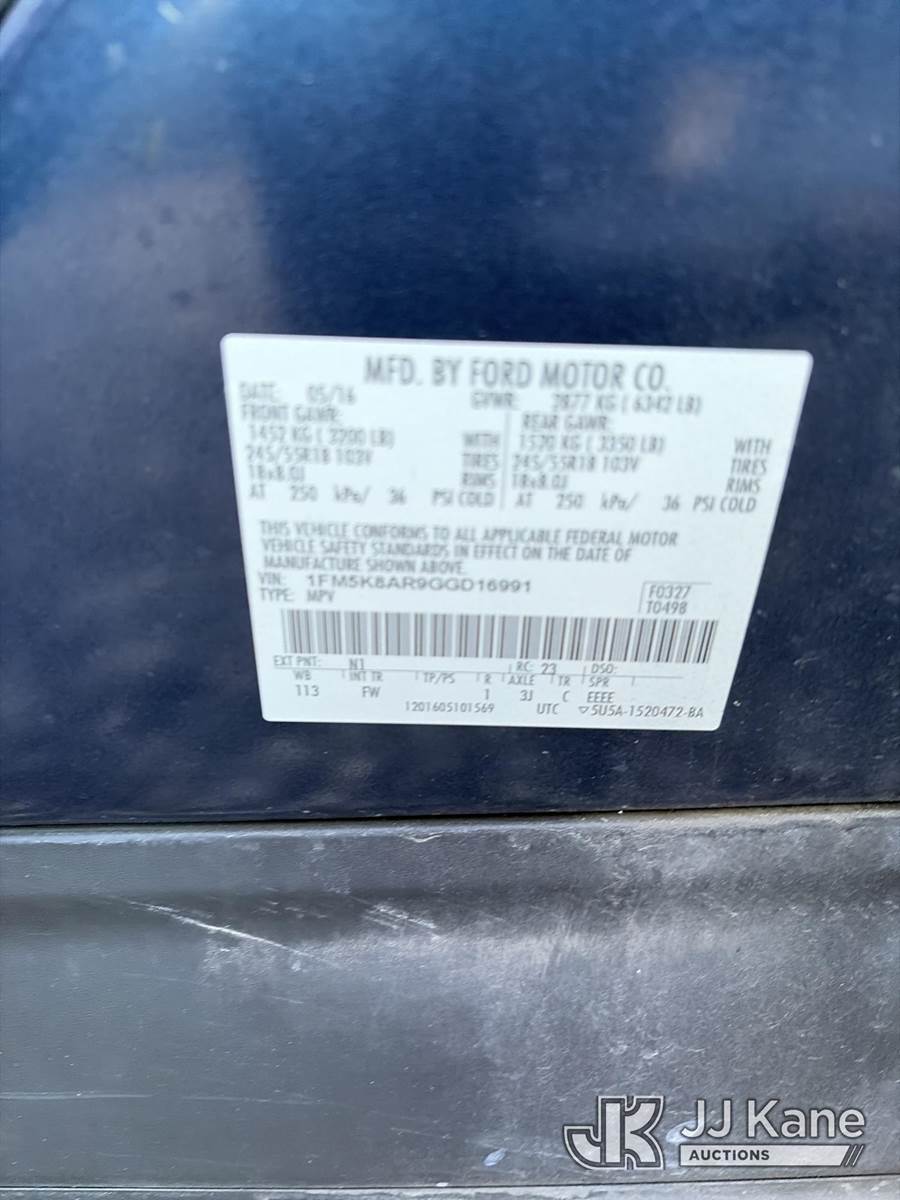 MFD. BY FORD MOTOR CO.
DATE: 05/16 GVWR: 2877 KG ( 6342 LB)
FRONT GAWR: REAR GAWR:
1452 KG ( 3200 LB) WITH 1520 KG ( 3350 LB) WITH
245/55R18 103V TIRES 245/55R18 103V TIRES
18x8.0J RIMS 18x8.0J RIMS
AT 250 kPa/ 36 PSI COLD AT 250 kPa/ 36 PSI COLD
THIS VEHICLE CONFORMS TO ALL APPLICABLE FEDERAL MOTOR
VEHICLE SAFETY STANDARDS IN EFFECT ON THE DATE OF
MANUFACTURE SHOWN ABOVE.
VIN: 1FM5K8AR9GGD16991
TYPE: MPV
F0327
T0498
EXT PNT: N1 RC: 23 DSO:
WB INT TR TP/PS R AXLE TR SPR
113 FW 1 3J C EEEE
1201605101569 UTC ▽5U5A-1520472-BA
JK JJ Kane
AUCTIONS